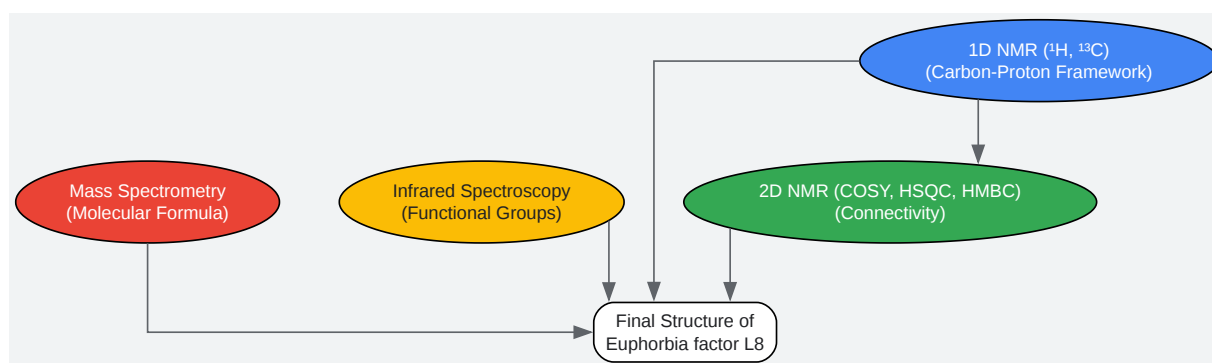 1D NMR (¹H, ¹³C)
(Carbon-Proton Framework)
Mass Spectrometry
(Molecular Formula)
Infrared Spectroscopy
(Functional Groups)
2D NMR (COSY, HSQC, HMBC)
(Connectivity)
Final Structure of
Euphorbia factor L8